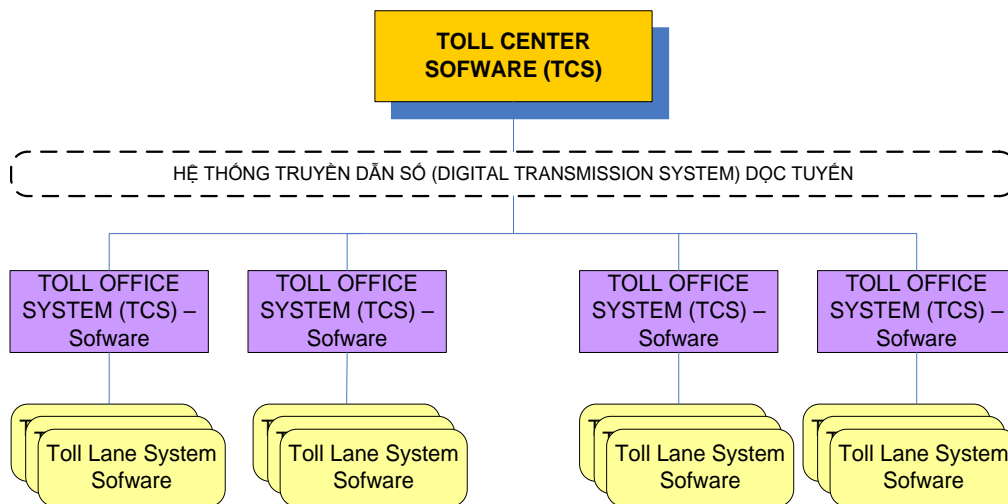 TOLL CENTER
SOFWARE (TCS)
HỆ THỐNG TRUYỀN DẪN SỐ (DIGITAL TRANSMISSION SYSTEM) DỌC TUYẾN
TOLL OFFICE
SYSTEM (TCS) –
Sofware
TOLL OFFICE
SYSTEM (TCS) –
Sofware
TOLL OFFICE
SYSTEM (TCS) –
Sofware
TOLL OFFICE
SYSTEM (TCS) –
Sofware
Toll Lane System
Sofware
Toll Lane System
Sofware
Toll Lane System
Sofware
Toll Lane System
Sofware